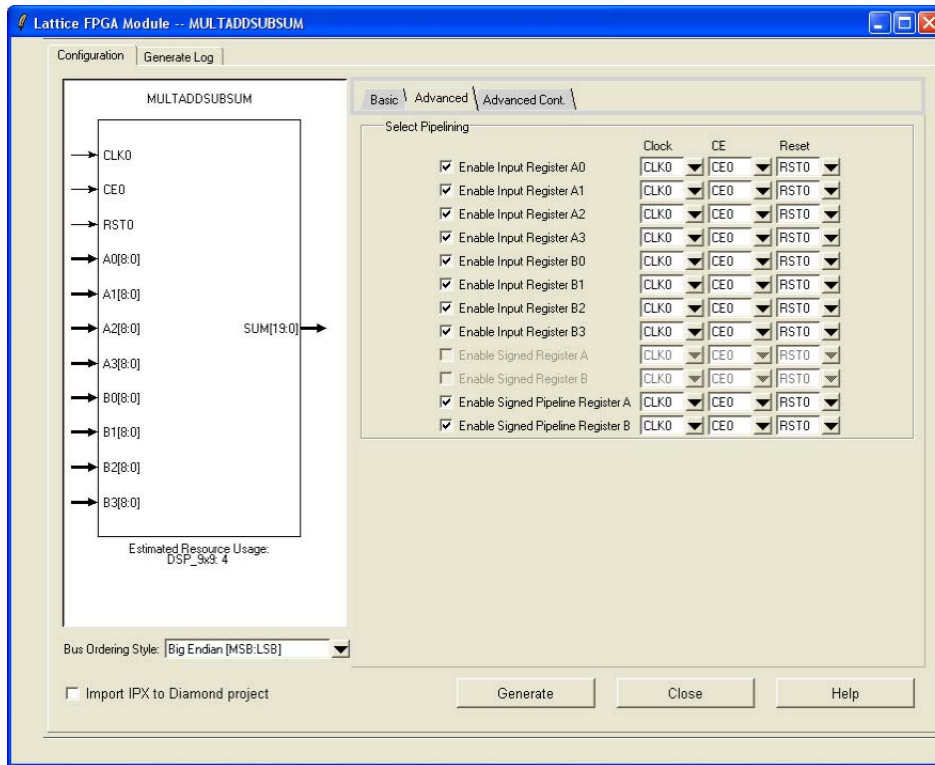 Lattice FPGA Module -- MULTADDSUBSUM
Configuration
Generate Log
MULTADDSUBSUM
CLK0
CE0
RST0
A0[8:0]
A1[8:0]
A2[8:0]
SUM[19:0]
A3[8:0]
B0[8:0]
B1[8:0]
B2[8:0]
B3[8:0]
Estimated Resource Usage:
DSP_9x9: 4
Bus Ordering Style: Big Endian [MSB:LSB]
Basic
Advanced
Advanced Cont.
Select Pipelining
Clock CE Reset
Enable Input Register A0 CLK0 CE0 RST0
Enable Input Register A1 CLK0 CE0 RST0
Enable Input Register A2 CLK0 CE0 RST0
Enable Input Register A3 CLK0 CE0 RST0
Enable Input Register B0 CLK0 CE0 RST0
Enable Input Register B1 CLK0 CE0 RST0
Enable Input Register B2 CLK0 CE0 RST0
Enable Input Register B3 CLK0 CE0 RST0
Enable Signed Register A CLK0 CE0 RST0
Enable Signed Register B CLK0 CE0 RST0
Enable Signed Pipeline Register A CLK0 CE0 RST0
Enable Signed Pipeline Register B CLK0 CE0 RST0
Import IPX to Diamond project
Generate
Close
Help